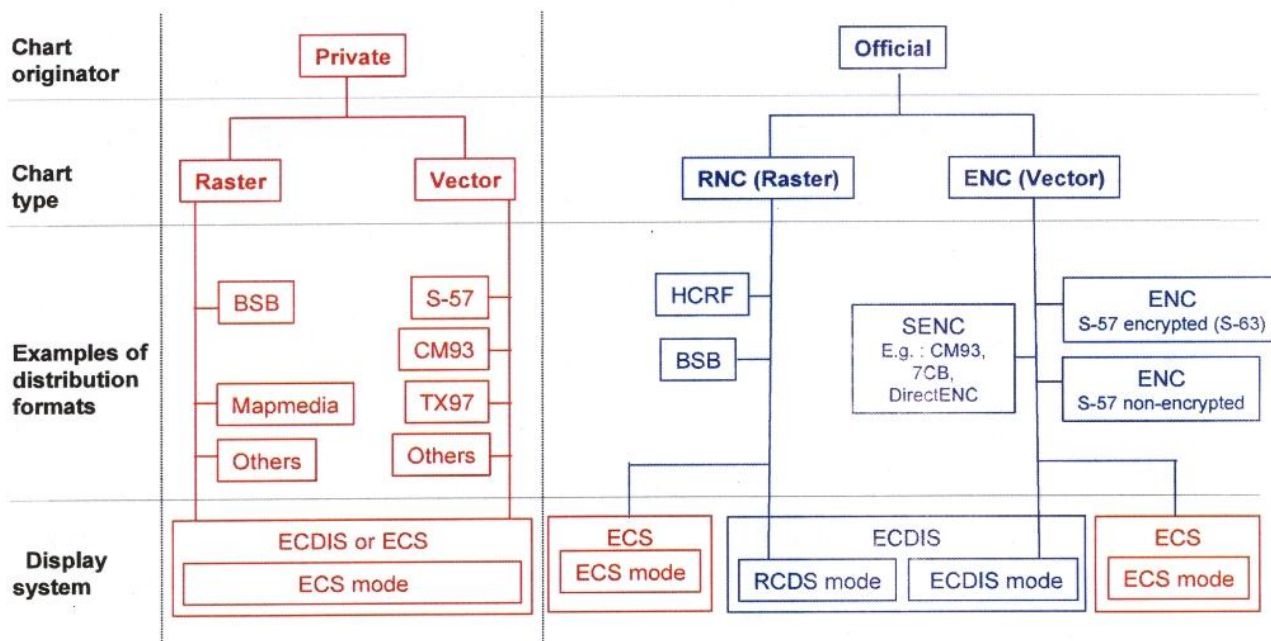 Chart
originator
Private
Official
Chart
type
Raster
Vector
RNC (Raster)
ENC (Vector)
Examples of
distribution
formats
BSB
Mapmedia
Others
S-57
CM93
TX97
Others
HCRF
BSB
SENC
E.g. : CM93,
7CB,
DirectENC
ENC
S-57 encrypted (S-63)
ENC
S-57 non-encrypted
Display
system
ECDIS or ECS
ECS mode
ECS
ECS mode
ECDIS
RCDS mode
ECDIS mode
ECS
ECS mode